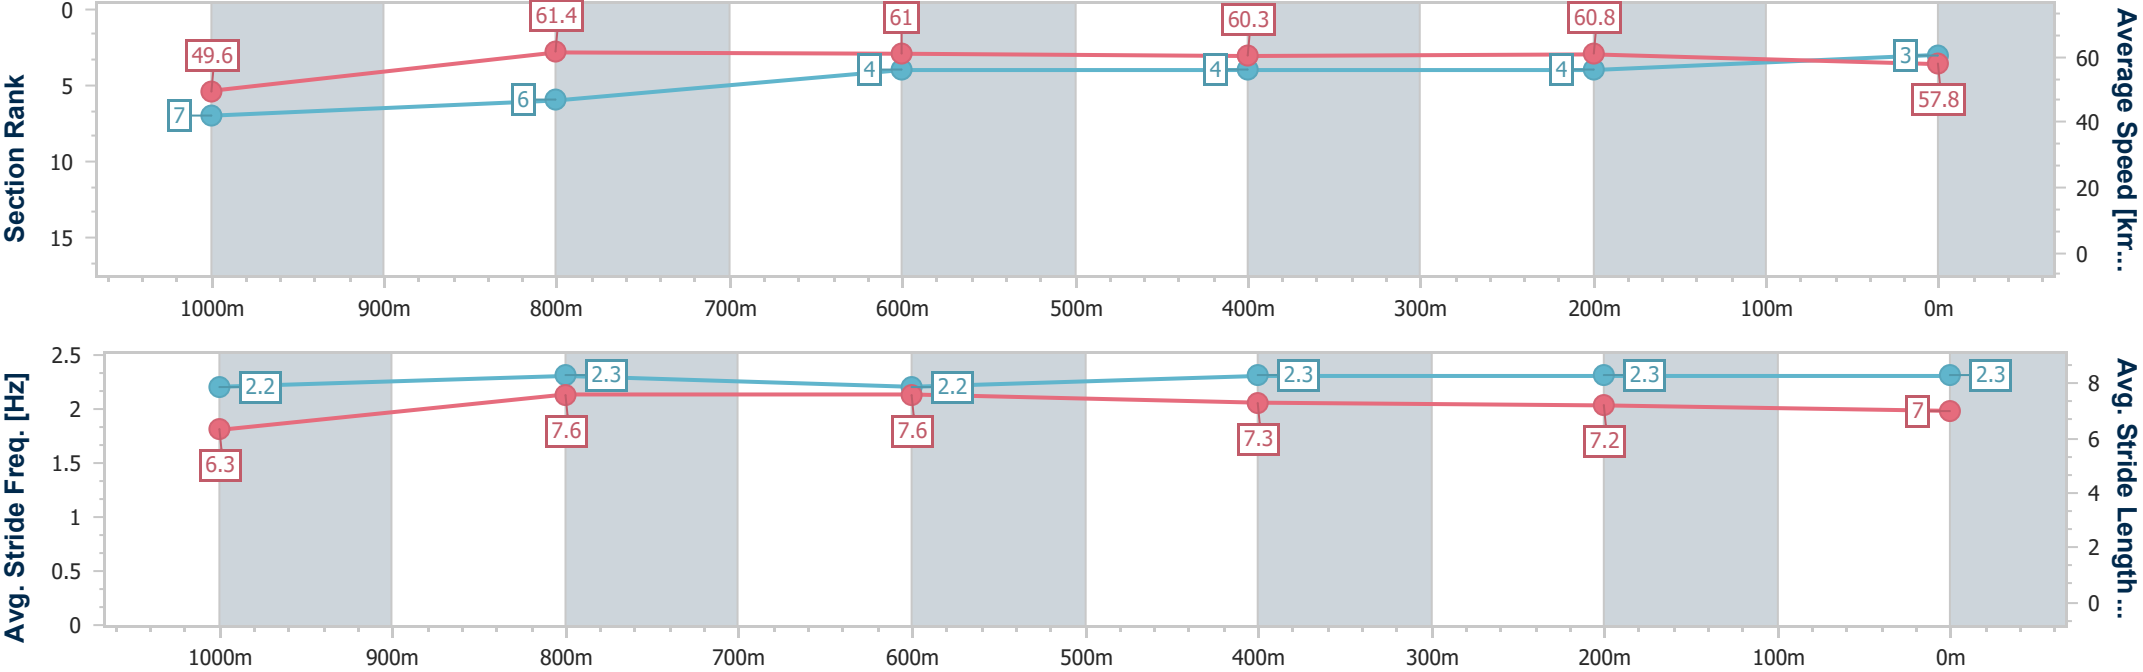 Section Rank
0
5
10
15
49.6
61.4
61
60.3
60.8
57.8
7
6
4
4
4
3
60
40
20
0
Average Speed [km...
1000m
900m
800m
700m
600m
500m
400m
300m
200m
100m
0m
Avg. Stride Freq. [Hz]
2.5
2
1.5
1
0.5
0
2.2
2.3
2.2
2.3
2.3
2.3
6.3
7.6
7.6
7.3
7.2
7
8
6
4
2
0
Avg. Stride Length ...
1000m
900m
800m
700m
600m
500m
400m
300m
200m
100m
0m